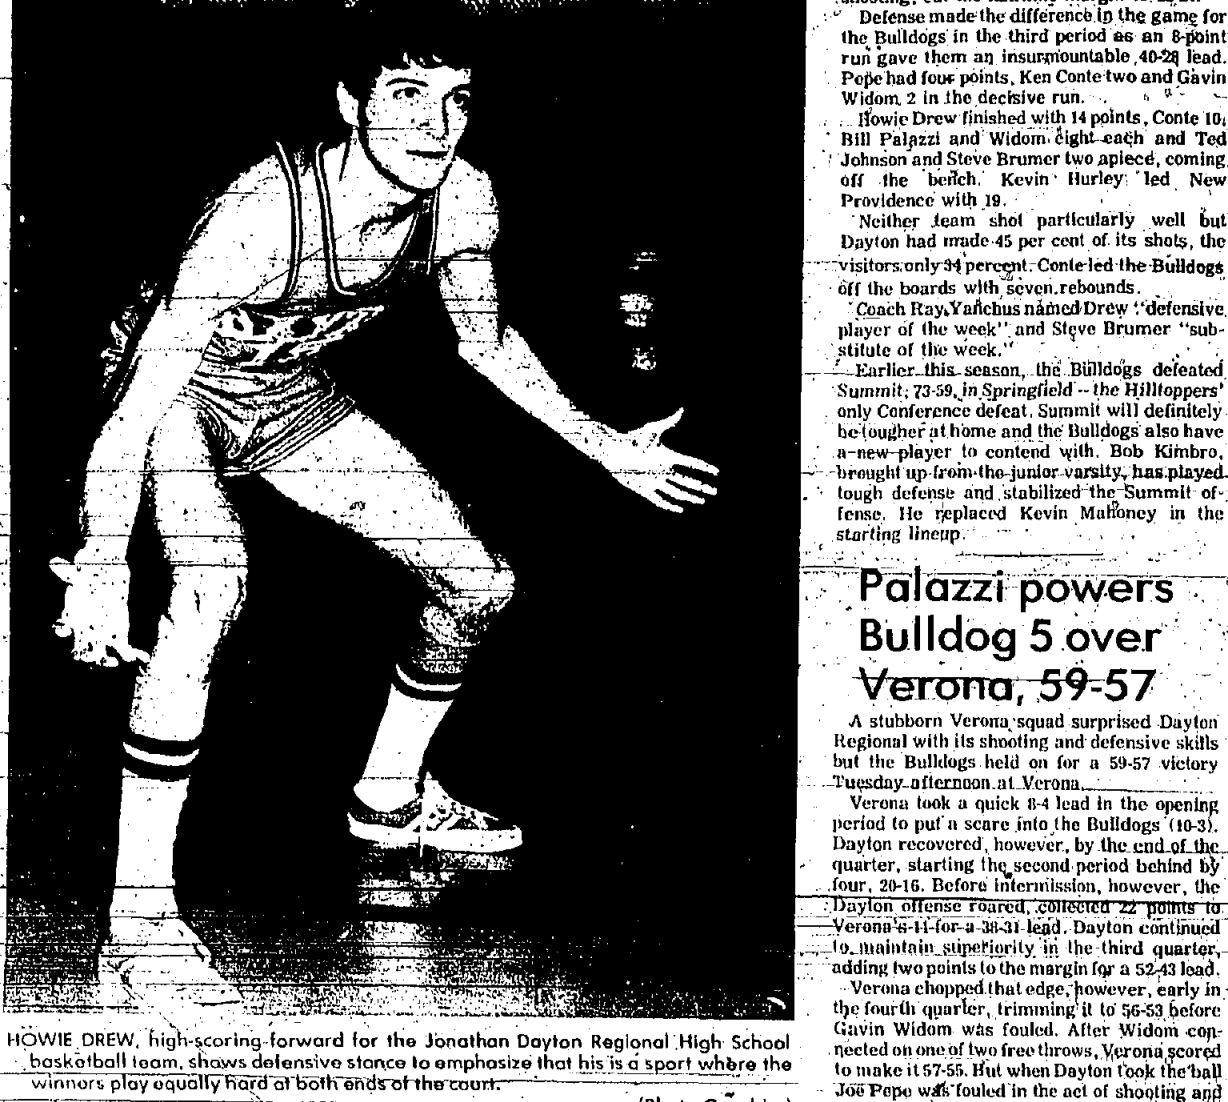 Defense made the difference in the game for
the Bulldogs in the third period as an 8-point
run gave them an insurmountable 40-28 lead.
Pepe had four points, Ken Conte two and Gavin
Widom 2 in the decisive run.
Howie Drew finished with 14 points, Conte 10,
Bill Palazzi and Widom eight each and Ted
Johnson and Steve Brumer two apiece, coming
off the bench. Kevin Hurley led New
Providence with 19.
Neither team shot particularly well but
Dayton had made 45 per cent of its shots, the
visitors only 34 percent. Conte led the Bulldogs
off the boards with seven rebounds.
Coach Ray Yanchus named Drew "defensive
player of the week" and Steve Brumer "sub-
stitute of the week."
Earlier this season, the Bulldogs defeated
Summit, 73-59, in Springfield -- the Hilltoppers'
only Conference defeat. Summit will definitely
be tougher at home and the Bulldogs also have
a new player to contend with. Bob Kimbro,
brought up from the junior varsity, has played
tough defense and stabilized the Summit of-
fense. He replaced Kevin Mahoney in the
starting lineup.
Palazzi powers
Bulldog 5 over
Verona, 59-57
A stubborn Verona squad surprised Dayton
Regional with its shooting and defensive skills
but the Bulldogs held on for a 59-57 victory
Tuesday afternoon at Verona.
Verona took a quick 8-4 lead in the opening
period to put a scare into the Bulldogs (10-3).
Dayton recovered, however, by the end of the
quarter, starting the second period behind by
four, 20-16. Before intermission, however, the
Dayton offense roared, collected 22 points to
Verona's 11 for a 38-31 lead. Dayton continued
to maintain superiority in the third quarter,
adding two points to the margin for a 52-43 lead.
Verona chopped that edge, however, early in
the fourth quarter, trimming it to 56-53 before
Gavin Widom was fouled. After Widom con-
nected on one of two free throws, Verona scored
to make it 57-55. But when Dayton took the ball
Joe Pepe was fouled in the act of shooting and
HOWIE DREW, high-scoring forward for the Jonathan Dayton Regional High School
basketball team, shows defensive stance to emphasize that his is a sport where the
winners play equally hard at both ends of the court.